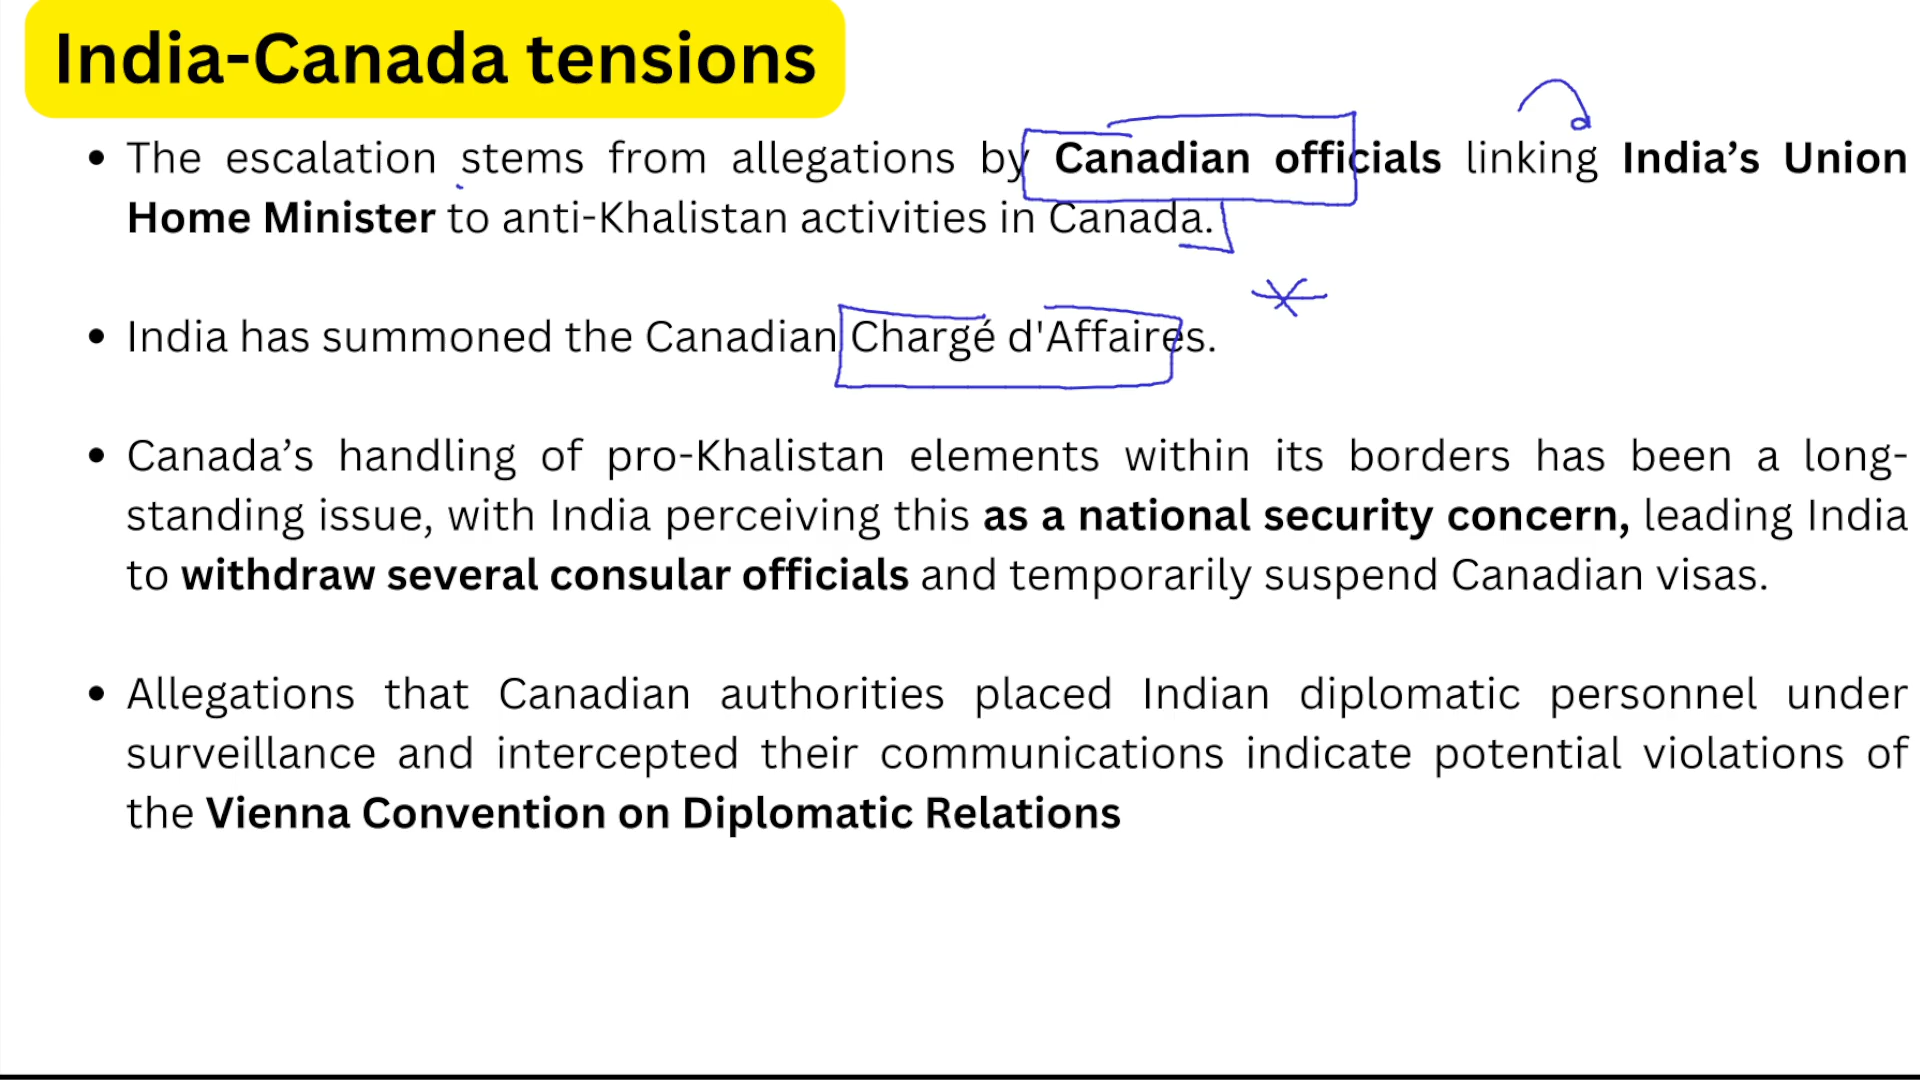 India-Canada tensions
• The escalation stems from allegations by Canadian officials linking India’s Union
Home Minister to anti-Khalistan activities in Canada.
• India has summoned the Canadian Chargé d'Affaires.
• Canada’s handling of pro-Khalistan elements within its borders has been a long-
standing issue, with India perceiving this as a national security concern, leading India
to withdraw several consular officials and temporarily suspend Canadian visas.
• Allegations that Canadian authorities placed Indian diplomatic personnel under
surveillance and intercepted their communications indicate potential violations of
the Vienna Convention on Diplomatic Relations